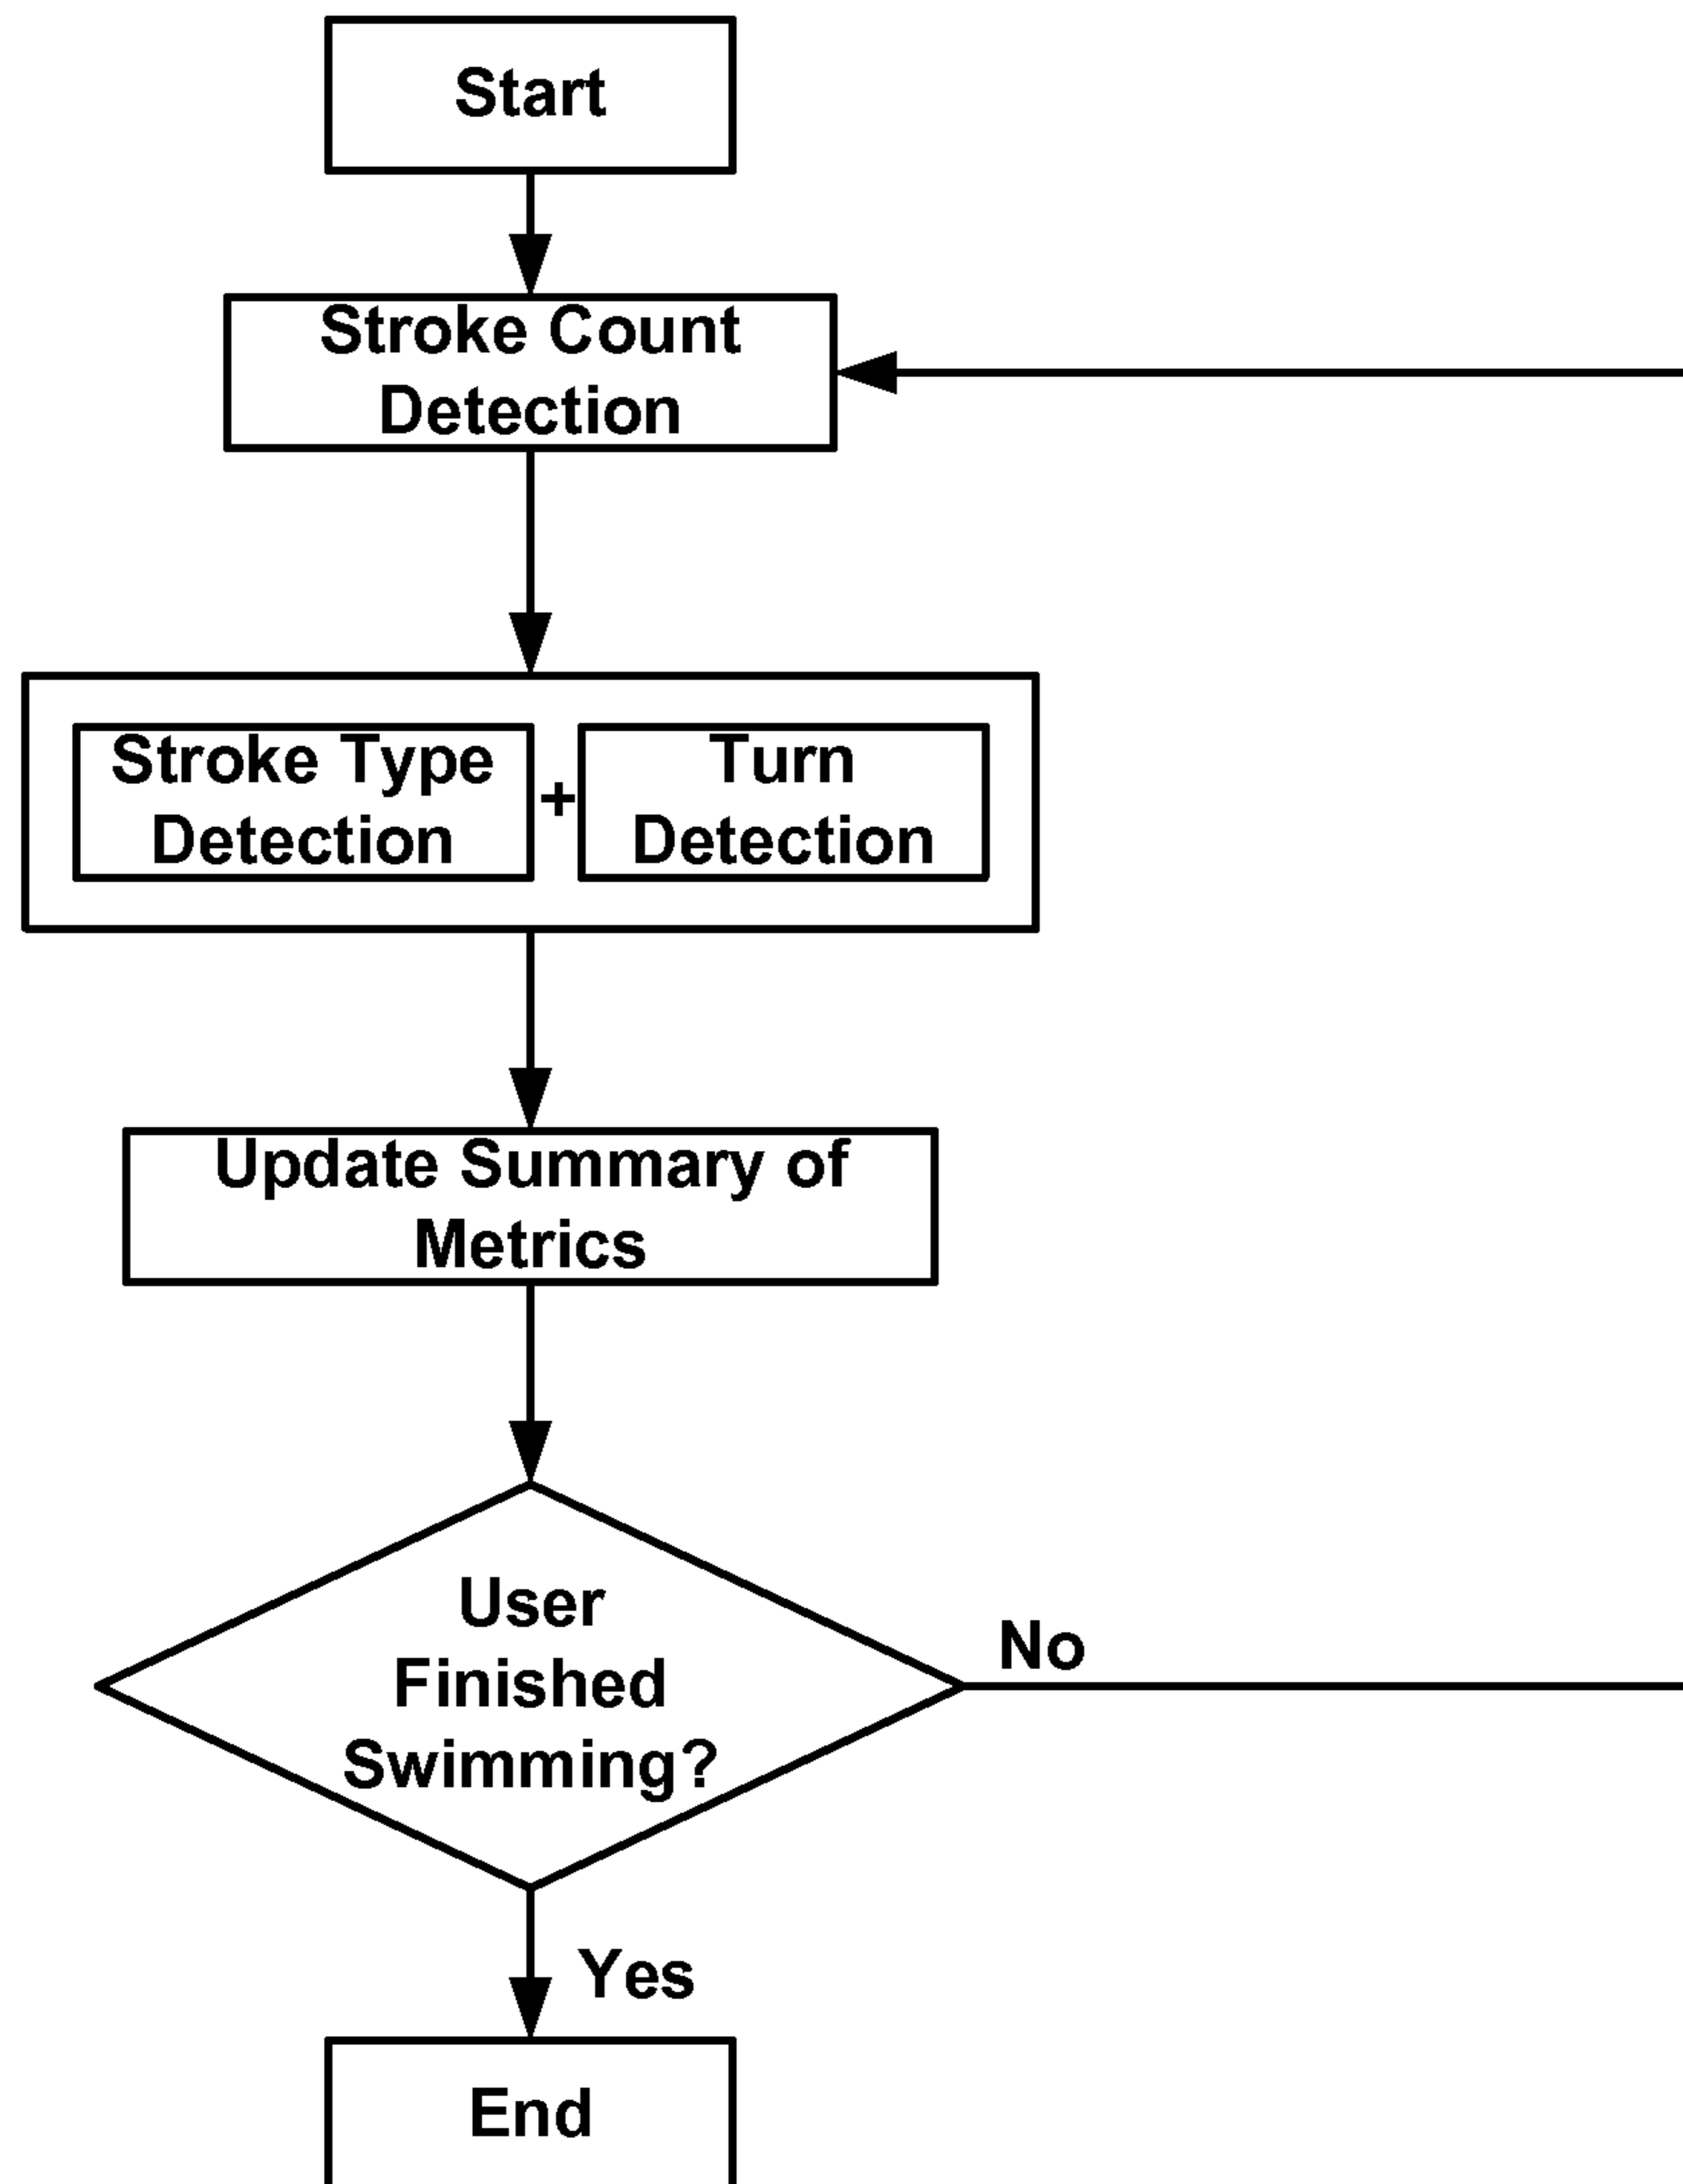 Start
Stroke Count
Detection
Stroke Type
Detection
+
Turn
Detection
Update Summary of
Metrics
User
Finished
Swimming?
No
Yes
End